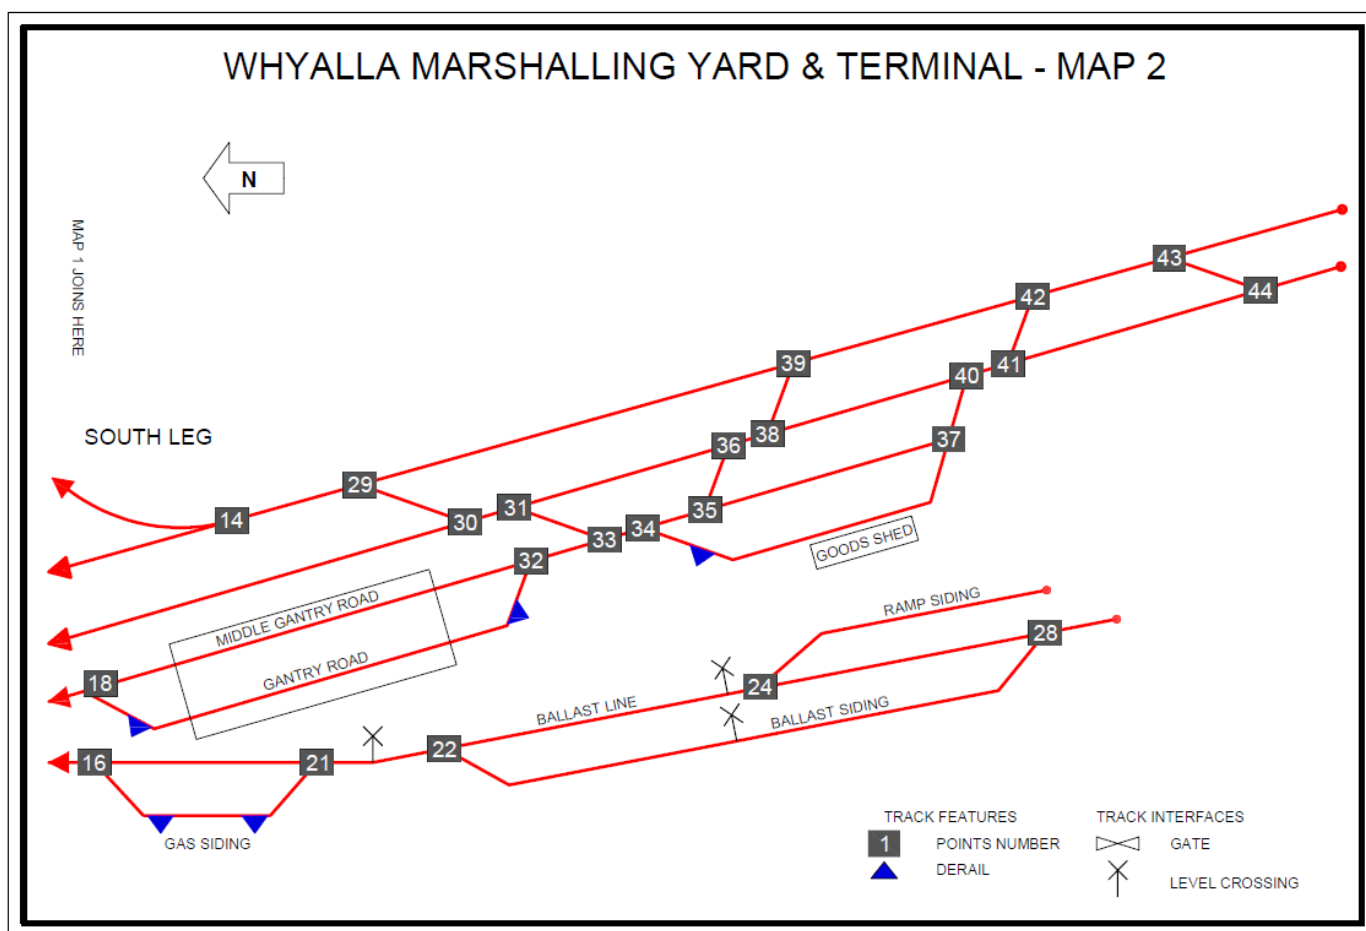 WHYALLA MARSHALLING YARD & TERMINAL - MAP 2
N
MAP 1 JOINS HERE
43
42
44
39
41
40
SOUTH LEG
38
36
37
29
31
35
14
30
34
33
GOODS SHED
32
MIDDLE GANTRY ROAD
RAMP SIDING
28
GANTRY ROAD
18
24
BALLAST LINE
BALLAST SIDING
22
16
21
GAS SIDING
TRACK FEATURES
1 POINTS NUMBER
DERAIL
TRACK INTERFACES
GATE
LEVEL CROSSING